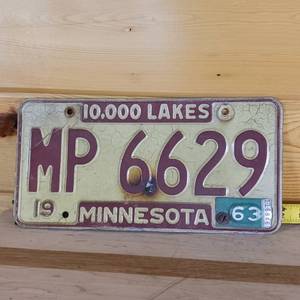 10,000 LAKES
MP 6629
19 MINNESOTA 63